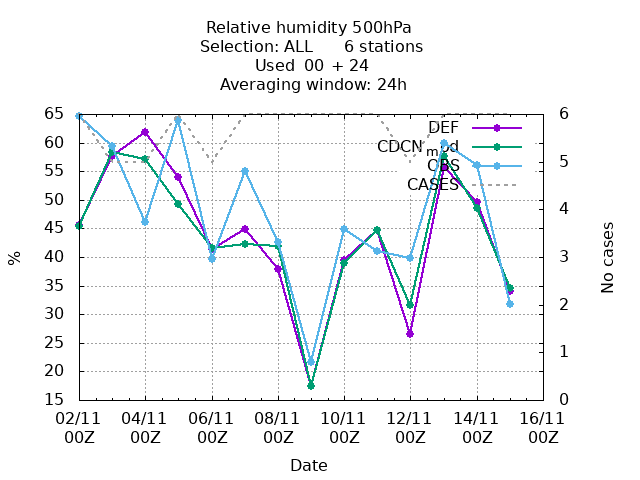 Relative humidity 500hPa
Selection: ALL      6 stations
Used  00  + 24
Averaging window: 24h
65
60
55
50
45
40
35
30
25
20
15
6
5
4
3
2
1
0
%
No cases
DEF
CDCN_mod
OBS
CASES
02/11 04/11 06/11 08/11 10/11 12/11 14/11 16/11
00Z 00Z 00Z 00Z 00Z 00Z 00Z 00Z
Date